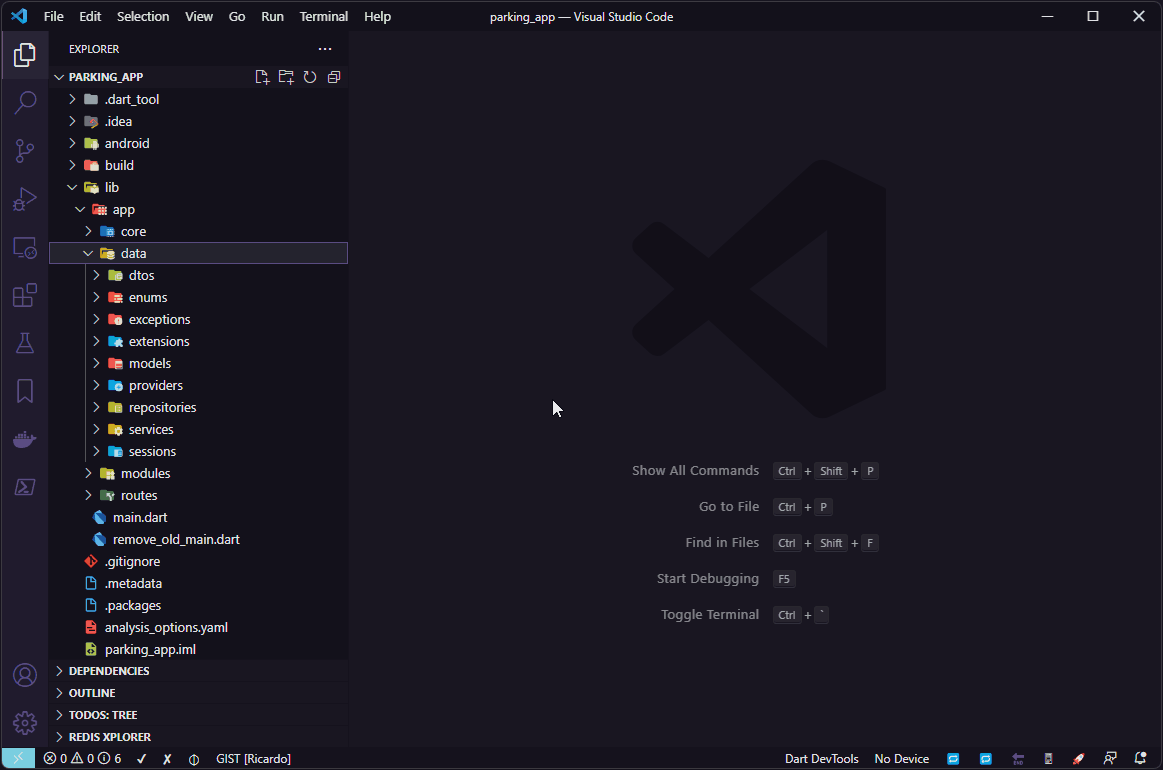 File Edit Selection View Go Run Terminal Help parking_app — Visual Studio Code
EXPLORER
PARKING_APP
.dart_tool
.idea
android
build
lib
app
core
data
dtos
enums
exceptions
extensions
models
providers
repositories
services
sessions
modules
routes
main.dart
remove_old_main.dart
.gitignore
.metadata
.packages
analysis_options.yaml
parking_app.iml
DEPENDENCIES
OUTLINE
TODOS: TREE
REDIS XPLORER
Show All Commands Ctrl + Shift + P
Go to File Ctrl + P
Find in Files Ctrl + Shift + F
Start Debugging F5
Toggle Terminal Ctrl + `
0 0 6 GIST [Ricardo] Dart DevTools No Device